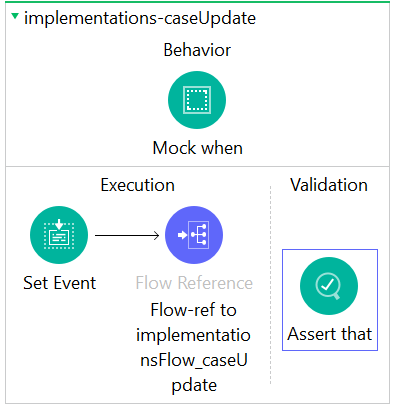 implementations-caseUpdate
Behavior
Mock when
Execution
Validation
Set Event
Flow Reference
Flow-ref to
implementatio
nsFlow_caseU
pdate
Assert that